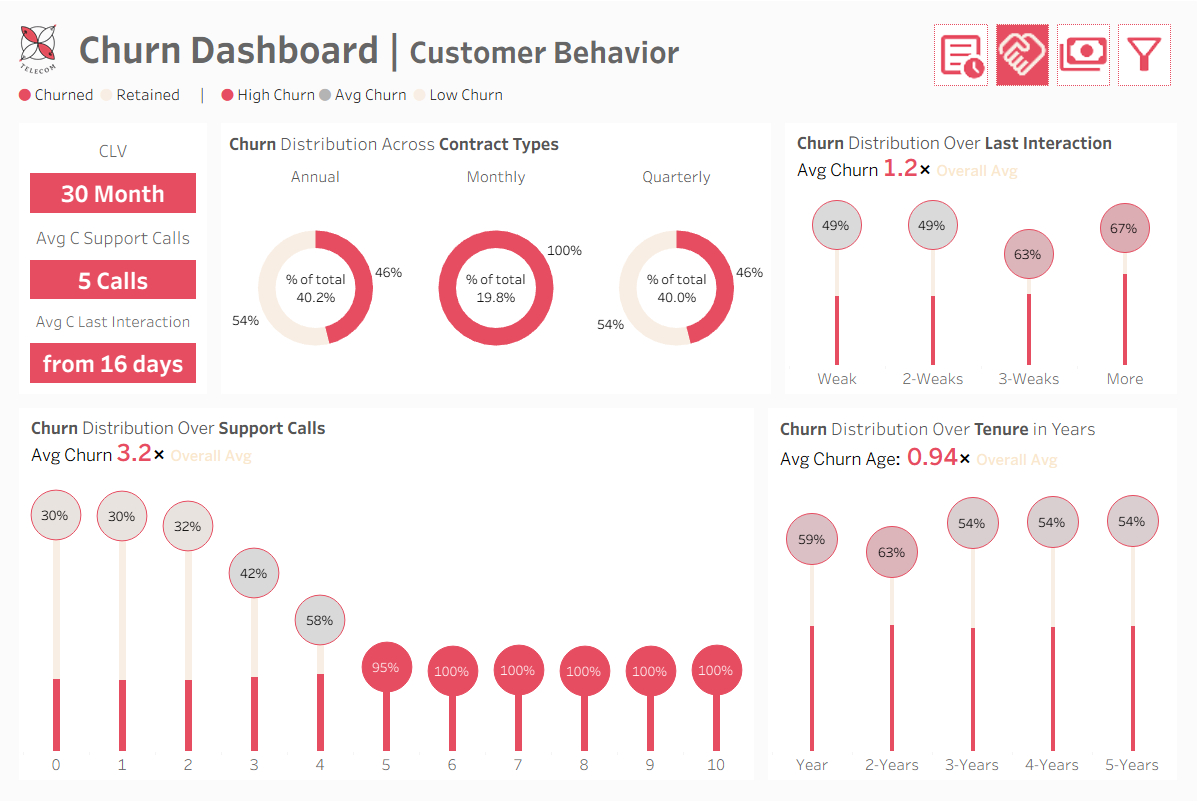 TELECOM
Churn Dashboard | Customer Behavior
Churned Retained | High Churn Avg Churn Low Churn
CLV
30 Month
Avg C Support Calls
5 Calls
Avg C Last Interaction
from 16 days
Churn Distribution Across Contract Types
Annual Monthly Quarterly
% of total
40.2%
46%
54%
% of total
19.8%
100%
% of total
40.0%
46%
54%
Churn Distribution Over Last Interaction
Avg Churn 1.2× Overall Avg
49% 49% 63% 67%
Weak 2-Weaks 3-Weaks More
Churn Distribution Over Support Calls
Avg Churn 3.2× Overall Avg
30% 30% 32% 42% 58% 95% 100% 100% 100% 100% 100%
0 1 2 3 4 5 6 7 8 9 10
Churn Distribution Over Tenure in Years
Avg Churn Age: 0.94× Overall Avg
59% 63% 54% 54% 54%
Year 2-Years 3-Years 4-Years 5-Years